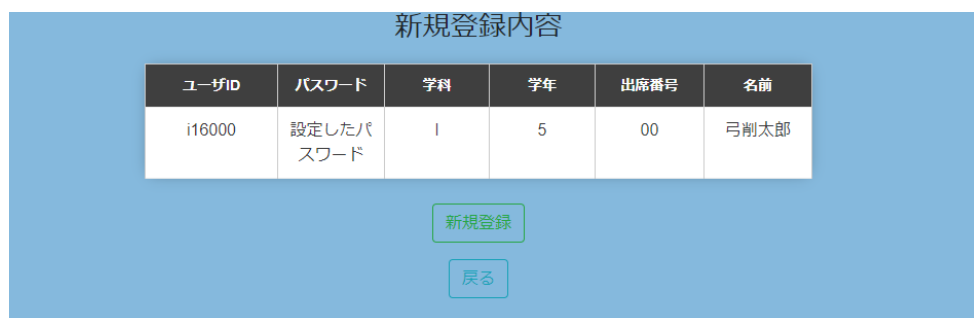 新規登録内容
ユーザID パスワード 学科 学年 出席番号 名前
i16000 設定したパ I 5 00 弓削太郎
スワード
新規登録
戻る